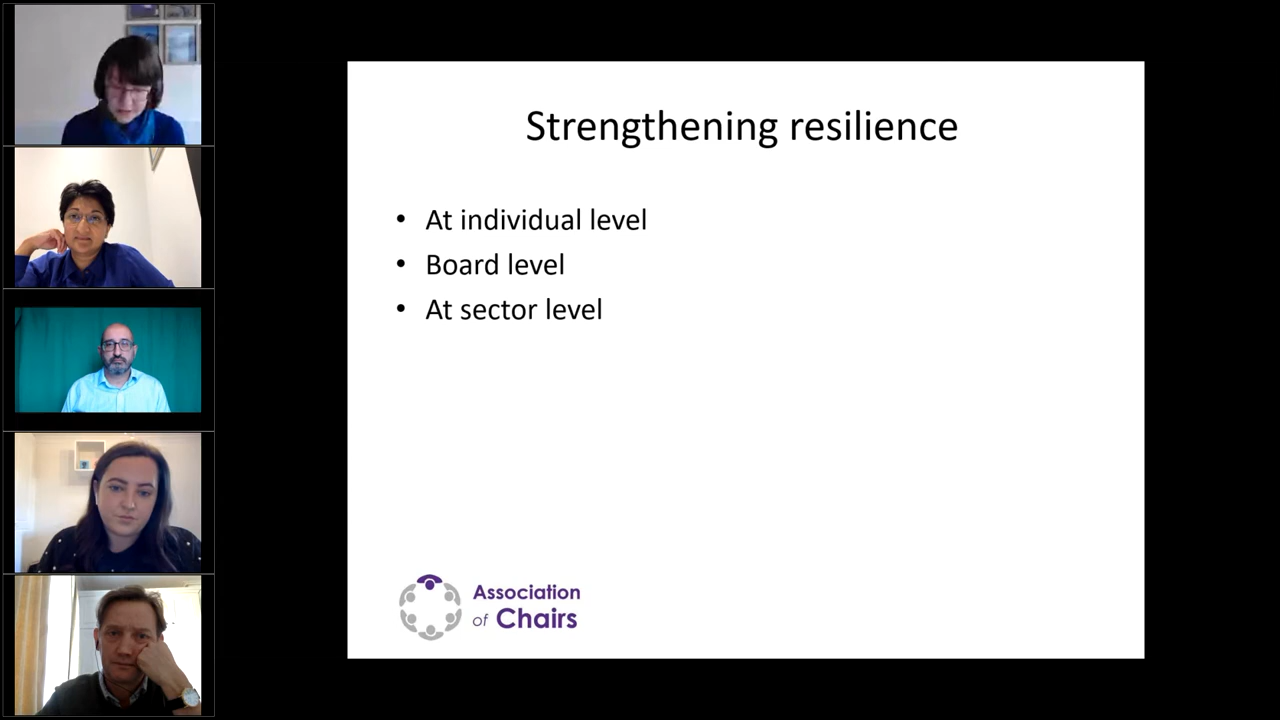 Strengthening resilience
• At individual level
• Board level
• At sector level
Association
of Chairs